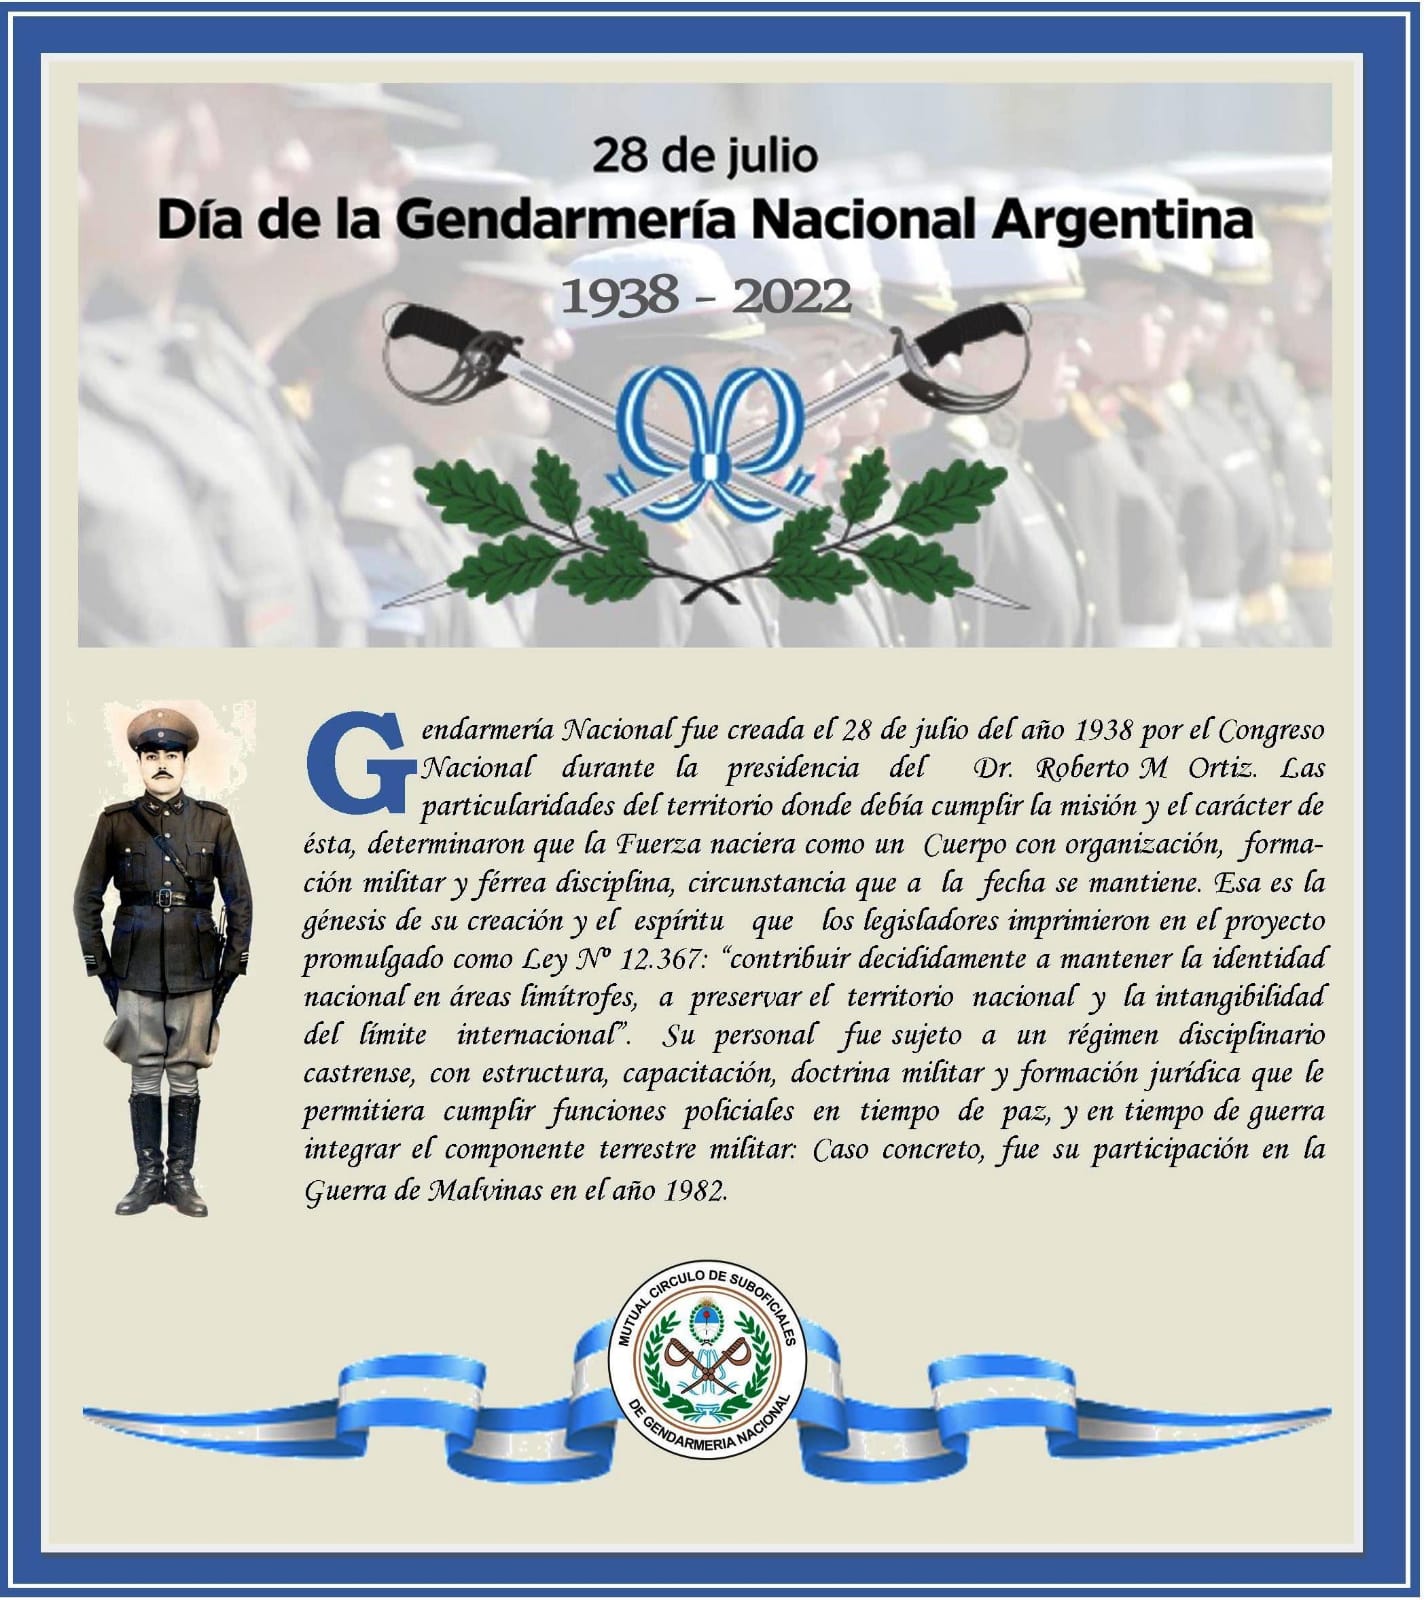 28 de julio
Día de la Gendarmería Nacional Argentina
1938 - 2022
Gendarmería Nacional fue creada el 28 de julio del año 1938 por el Congreso
Nacional durante la presidencia del Dr. Roberto M Ortiz. Las
particularidades del territorio donde debía cumplir la misión y el carácter de
ésta, determinaron que la Fuerza naciera como un Cuerpo con organización, forma-
ción militar y férrea disciplina, circunstancia que a la fecha se mantiene. Esa es la
génesis de su creación y el espíritu que los legisladores imprimieron en el proyecto
promulgado como Ley Nº 12.367: “contribuir decididamente a mantener la identidad
nacional en áreas limítrofes, a preservar el territorio nacional y la intangibilidad
del límite internacional”. Su personal fue sujeto a un régimen disciplinario
castrense, con estructura, capacitación, doctrina militar y formación jurídica que le
permitiera cumplir funciones policiales en tiempo de paz, y en tiempo de guerra
integrar el componente terrestre militar: Caso concreto, fue su participación en la
Guerra de Malvinas en el año 1982.
MUTUAL CIRCULO DE SUBOFICIALES
DE GENDARMERIA NACIONAL